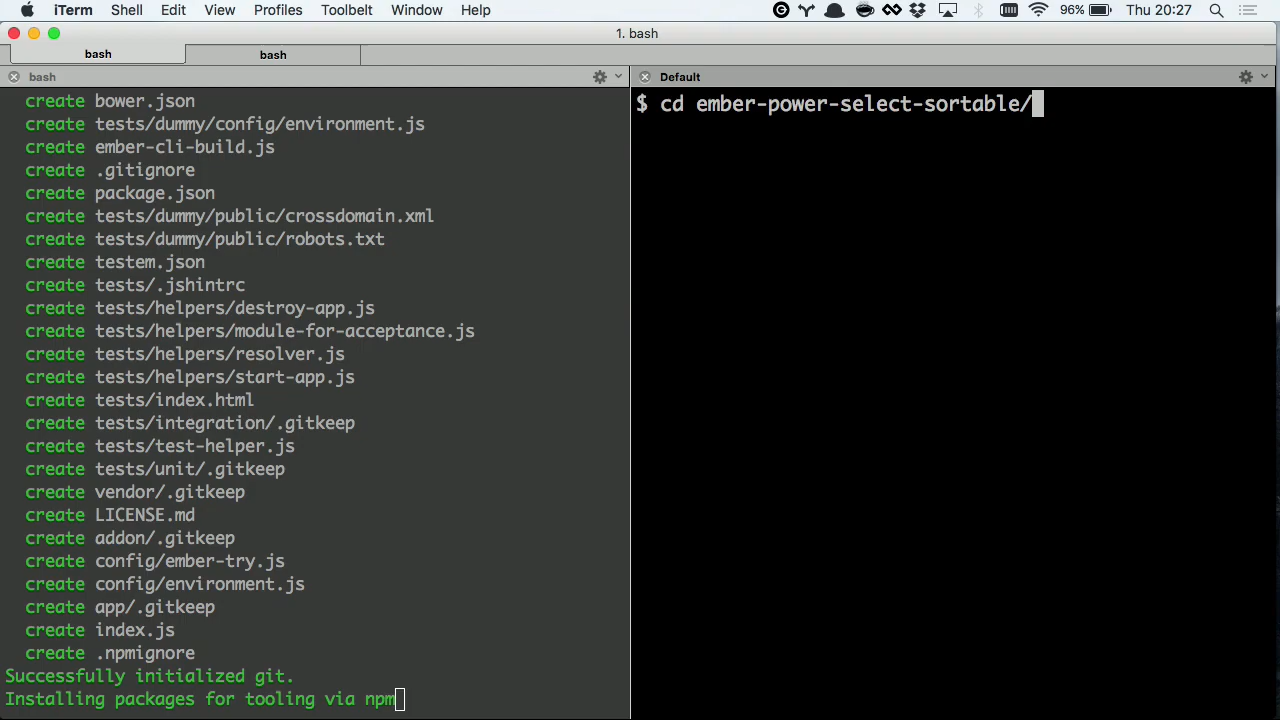 iTerm Shell Edit View Profiles Toolbelt Window Help 96% Thu 20:27
1. bash
bash bash
bash
create bower.json
create tests/dummy/config/environment.js
create ember-cli-build.js
create .gitignore
create package.json
create tests/dummy/public/crossdomain.xml
create tests/dummy/public/robots.txt
create testem.json
create tests/.jshintrc
create tests/helpers/destroy-app.js
create tests/helpers/module-for-acceptance.js
create tests/helpers/resolver.js
create tests/helpers/start-app.js
create tests/index.html
create tests/integration/.gitkeep
create tests/test-helper.js
create tests/unit/.gitkeep
create vendor/.gitkeep
create LICENSE.md
create addon/.gitkeep
create config/ember-try.js
create config/environment.js
create app/.gitkeep
create index.js
create .npmignore
Successfully initialized git.
Installing packages for tooling via npm
Default
$ cd ember-power-select-sortable/